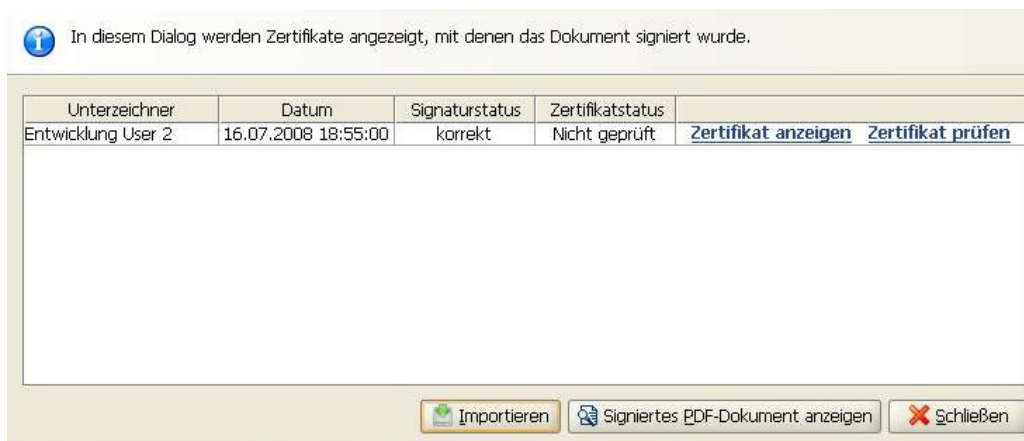 In diesem Dialog werden Zertifikate angezeigt, mit denen das Dokument signiert wurde.
Unterzeichner Datum Signaturstatus Zertifikatstatus
Entwicklung User 2 16.07.2008 18:55:00 korrekt Nicht geprüft Zertifikat anzeigen Zertifikat prüfen
Importieren Signiertes PDF-Dokument anzeigen Schließen